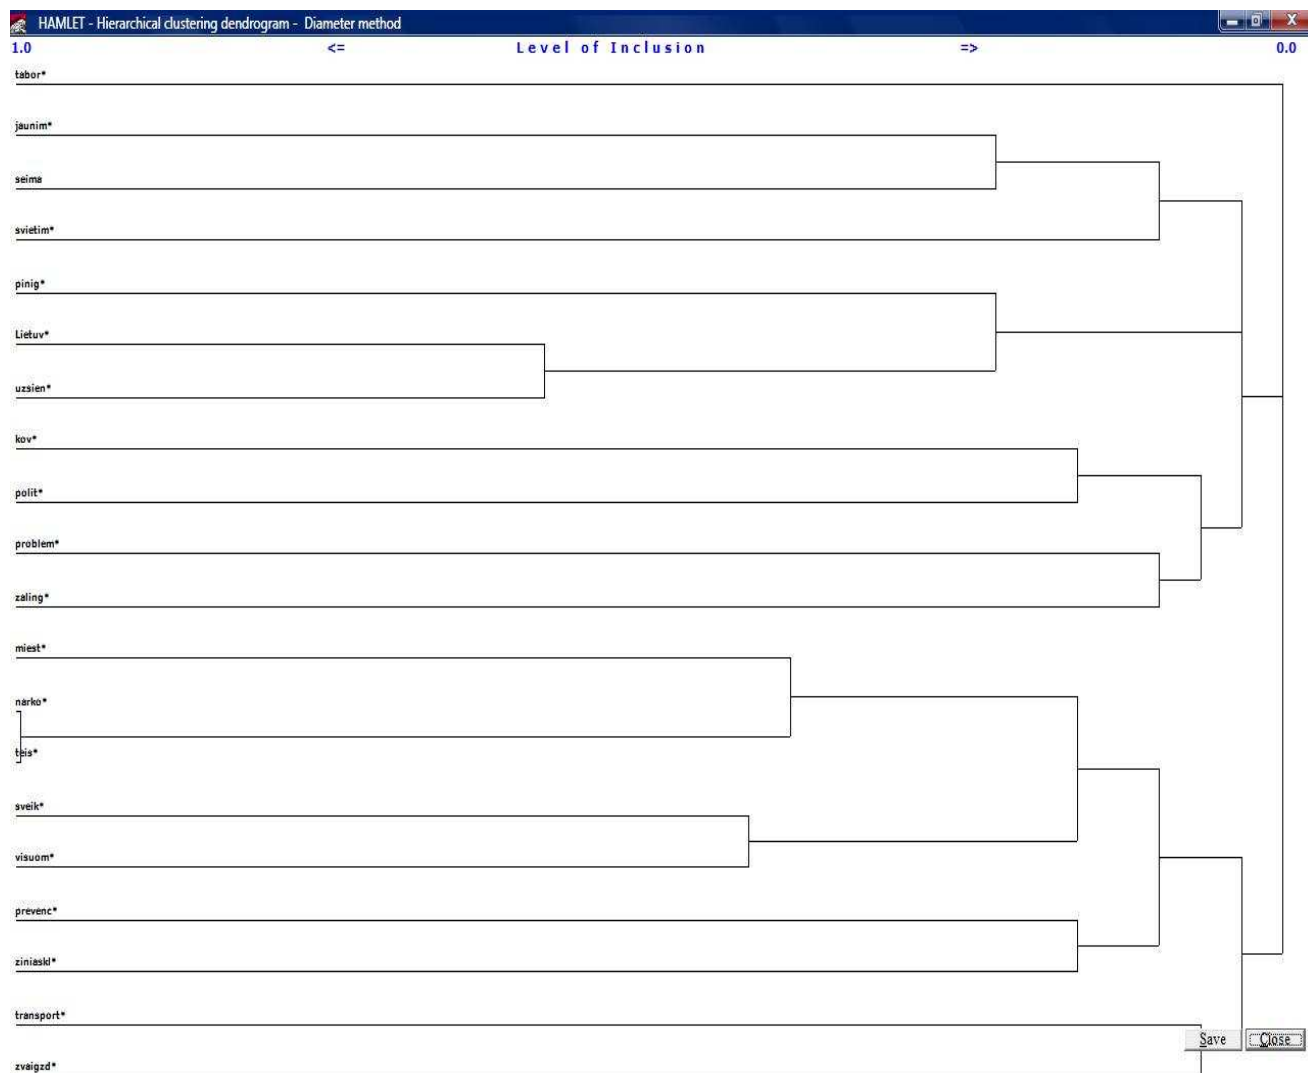 HAMLET - Hierarchical clustering dendrogram - Diameter method
1.0 <= Level of Inclusion => 0.0
tabor*
jaunim*
seima
svietim*
pinig*
Lietuv*
uzsien*
kov*
polit*
problem*
zaling*
miest*
narko*
teis*
sveik*
visuom*
prevenc*
ziniaskl*
transport*
Save Close
zvaigzd*